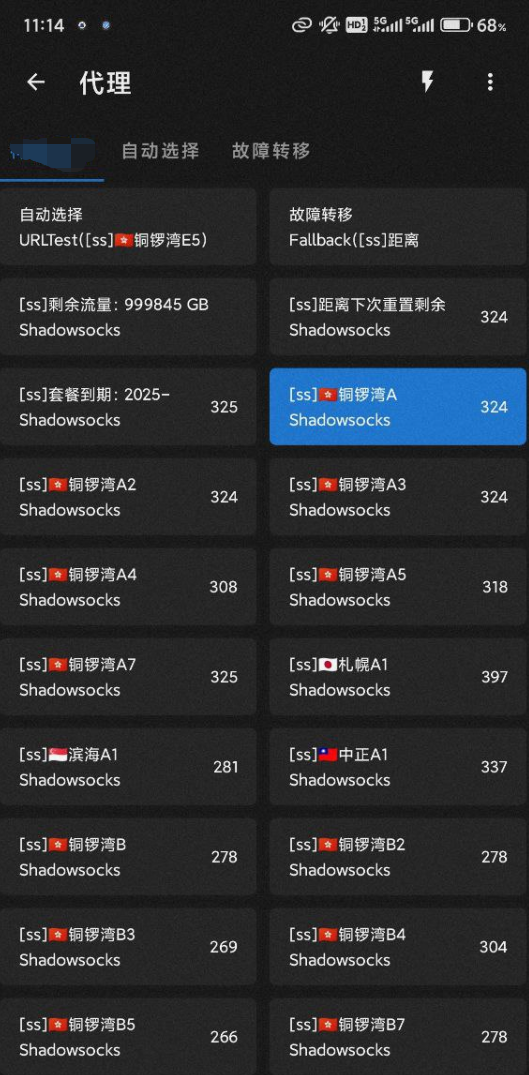 11:14
HD 5G 5G 68%
代理
自动选择 故障转移
自动选择
URLTest([ss]🇭🇰铜锣湾E5)
故障转移
Fallback([ss]距离
[ss]剩余流量: 999845 GB
Shadowsocks
[ss]距离下次重置剩余
Shadowsocks
324
[ss]套餐到期: 2025-
Shadowsocks
325
[ss]🇭🇰铜锣湾A
Shadowsocks
324
[ss]🇭🇰铜锣湾A2
Shadowsocks
324
[ss]🇭🇰铜锣湾A3
Shadowsocks
324
[ss]🇭🇰铜锣湾A4
Shadowsocks
308
[ss]🇭🇰铜锣湾A5
Shadowsocks
318
[ss]🇭🇰铜锣湾A7
Shadowsocks
325
[ss]🇯🇵札幌A1
Shadowsocks
397
[ss]🇸🇬滨海A1
Shadowsocks
281
[ss]🇹🇼中正A1
Shadowsocks
337
[ss]🇭🇰铜锣湾B
Shadowsocks
278
[ss]🇭🇰铜锣湾B2
Shadowsocks
278
[ss]🇭🇰铜锣湾B3
Shadowsocks
269
[ss]🇭🇰铜锣湾B4
Shadowsocks
304
[ss]🇭🇰铜锣湾B5
Shadowsocks
266
[ss]🇭🇰铜锣湾B7
Shadowsocks
278